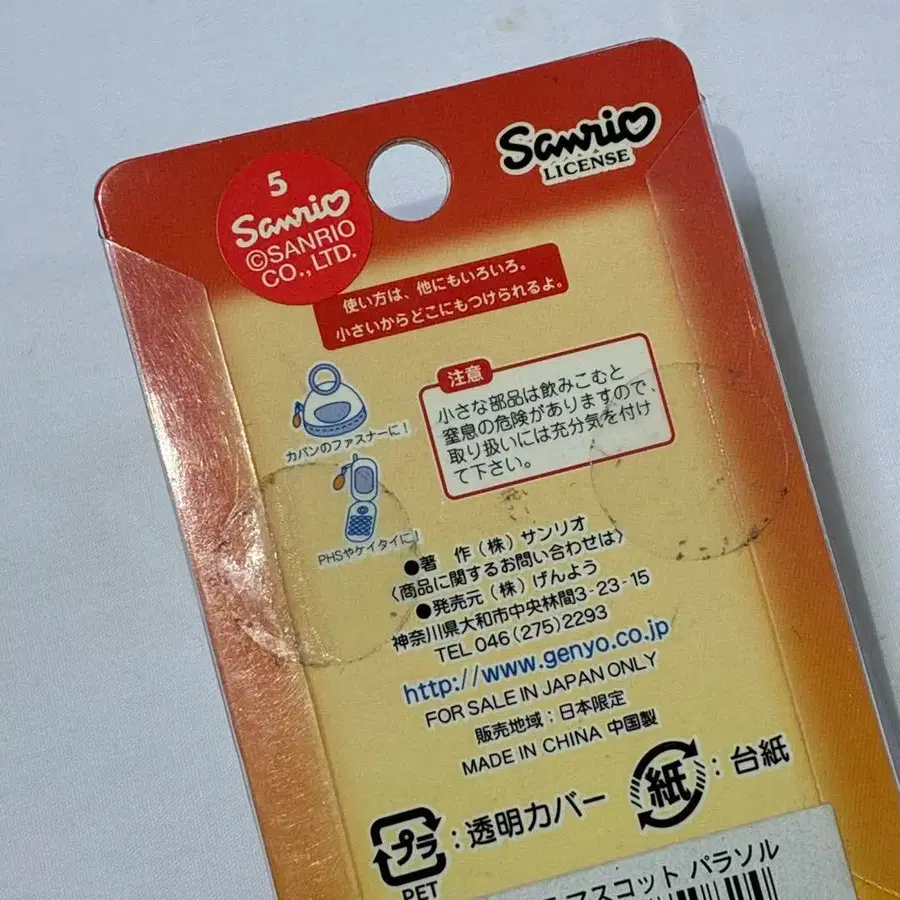 5
Sanrio
©SANRIO
CO.,LTD.
Sanrio
LICENSE
使い方は、他にもいろいろ。
小さいからどこにもつけられるよ。
カバンのファスナーに!
PHSやケイタイに!
注意
小さな部品は飲みこむと
窒息の危険がありますので、
取り扱いには充分気を付け
て下さい。
●著 作(株)サンリオ
〈商品に関するお問い合わせは〉
●発売元(株)げんよう
神奈川県大和市中央林間3-23-15
TEL 046(275)2293
http://www.genyo.co.jp
FOR SALE IN JAPAN ONLY
販売地域;日本限定
MADE IN CHINA 中国製
プラ:透明カバー
PET
紙:台紙
マスコット パラソル